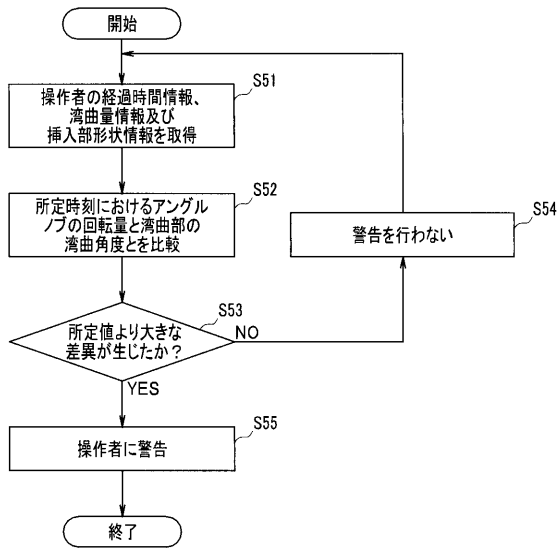 開始
S51
操作者の経過時間情報、
湾曲量情報及び
挿入部形状情報を取得
S52
所定時刻におけるアングル
ノブの回転量と湾曲部の
湾曲角度とを比較
S54
警告を行わない
S53
所定値より大きな
差異が生じたか?
NO
YES
S55
操作者に警告
終了